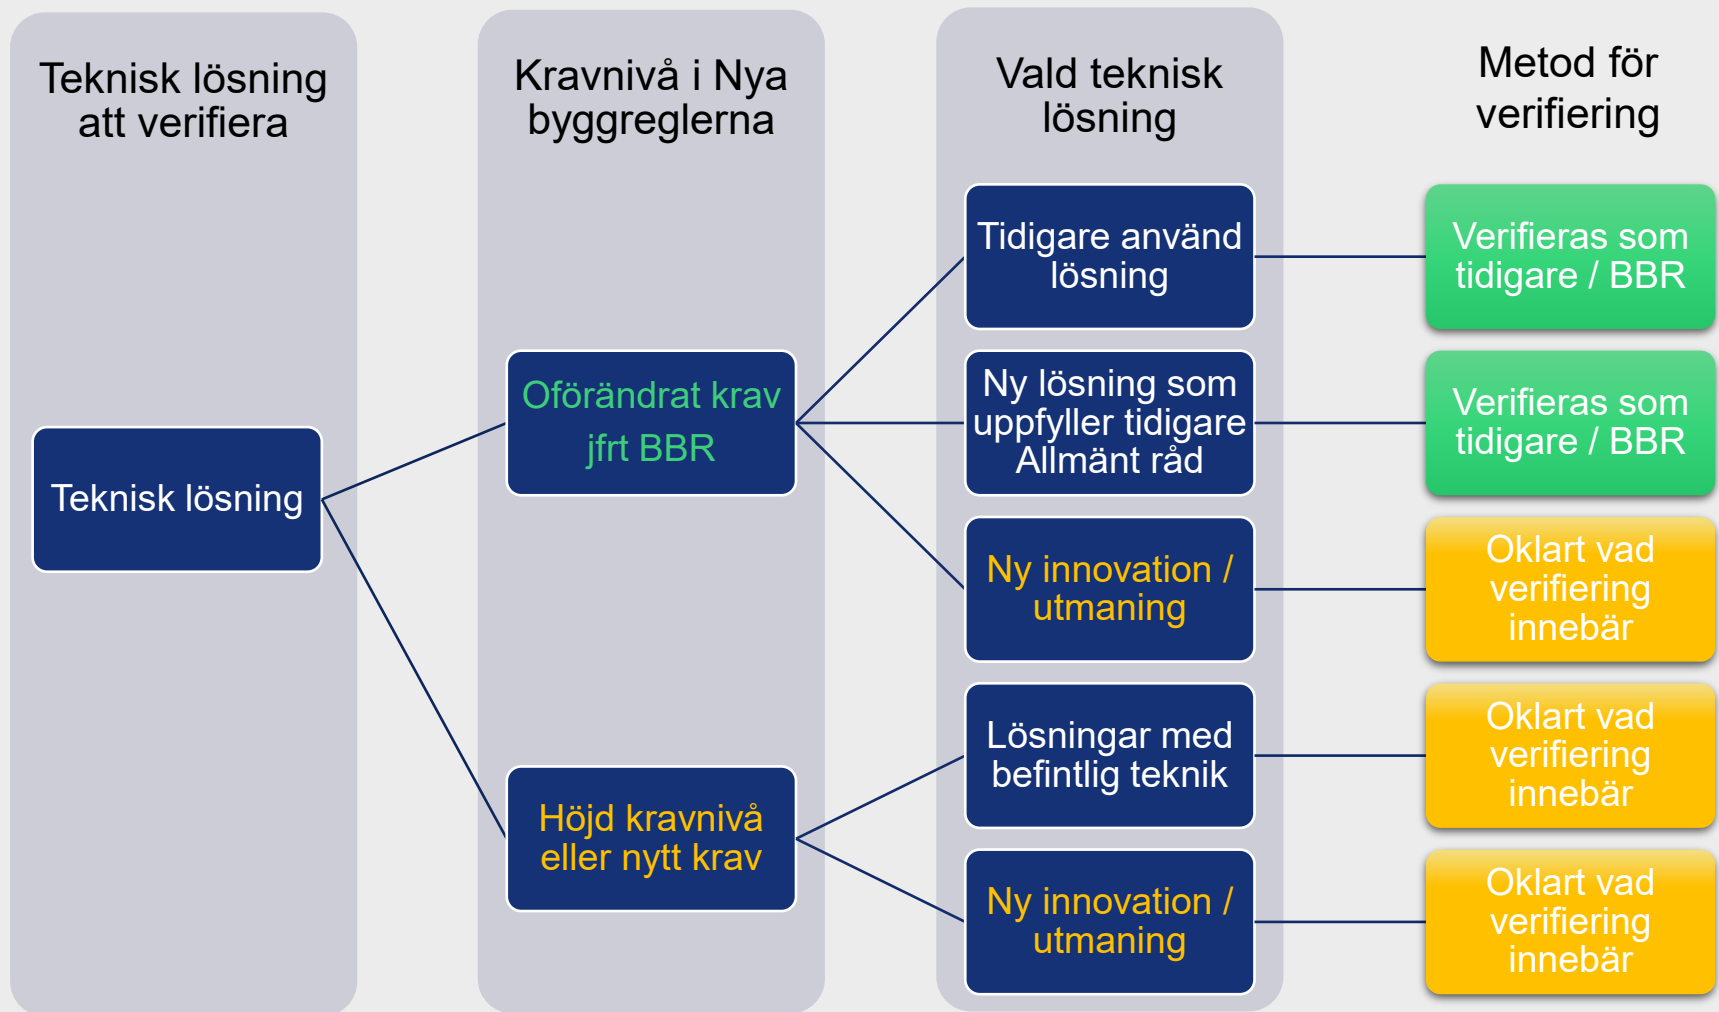 Teknisk lösning
att verifiera
Kravnivå i Nya
byggreglerna
Vald teknisk
lösning
Metod för
verifiering
Teknisk lösning
Oförändrat krav
jfrt BBR
Höjd kravnivå
eller nytt krav
Tidigare använd
lösning
Ny lösning som
uppfyller tidigare
Allmänt råd
Ny innovation /
utmaning
Lösningar med
befintlig teknik
Ny innovation /
utmaning
Verifieras som
tidigare / BBR
Verifieras som
tidigare / BBR
Oklart vad
verifiering
innebär
Oklart vad
verifiering
innebär
Oklart vad
verifiering
innebär